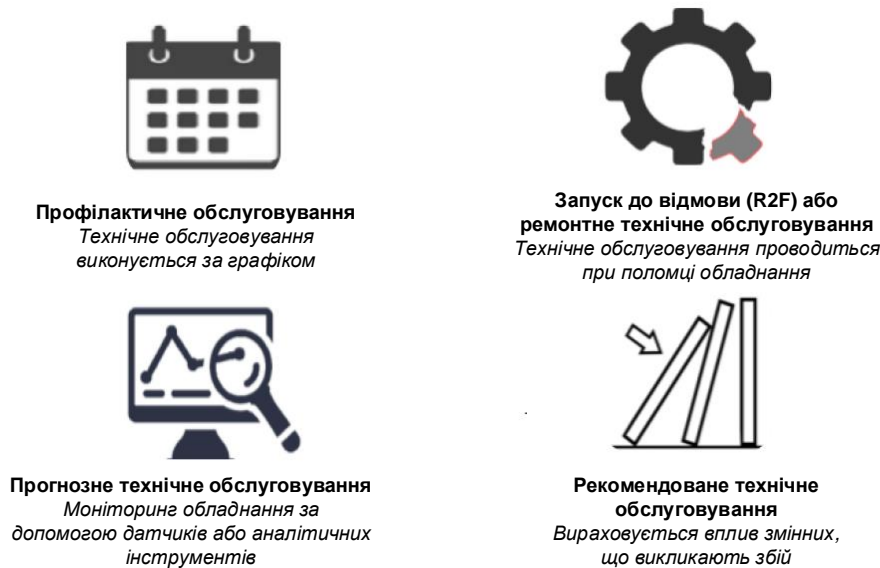 Профілактичне обслуговування
Технічне обслуговування
виконується за графіком
Запуск до відмови (R2F) або
ремонтне технічне обслуговування
Технічне обслуговування проводиться
при поломці обладнання
Прогнозне технічне обслуговування
Моніторинг обладнання за
допомогою датчиків або аналітичних
інструментів
Рекомендоване технічне
обслуговування
Вираховується вплив змінних,
що викликають збій